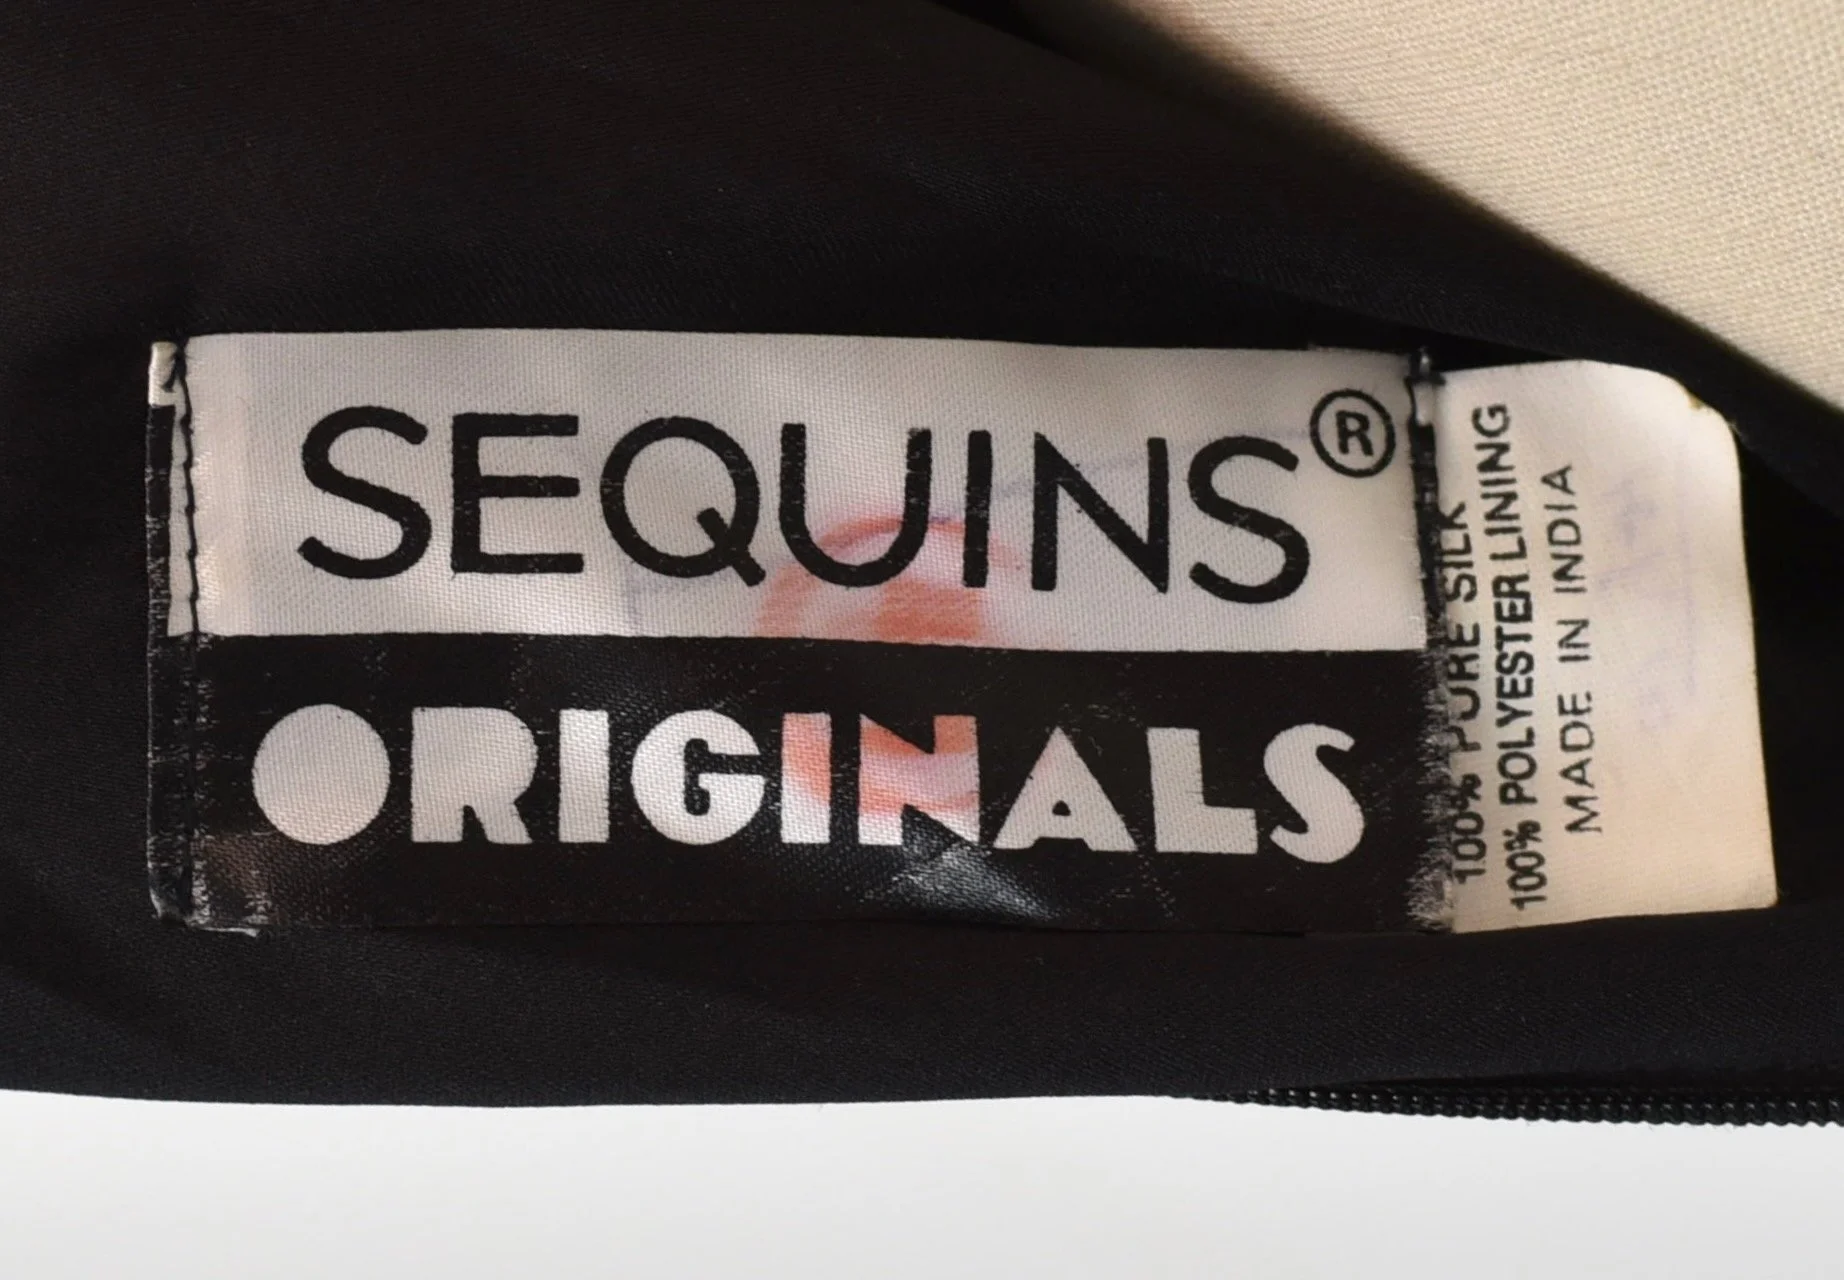 SEQUINS®
ORIGINALS
100% PURE SILK
100% POLYESTER LINING
MADE IN INDIA